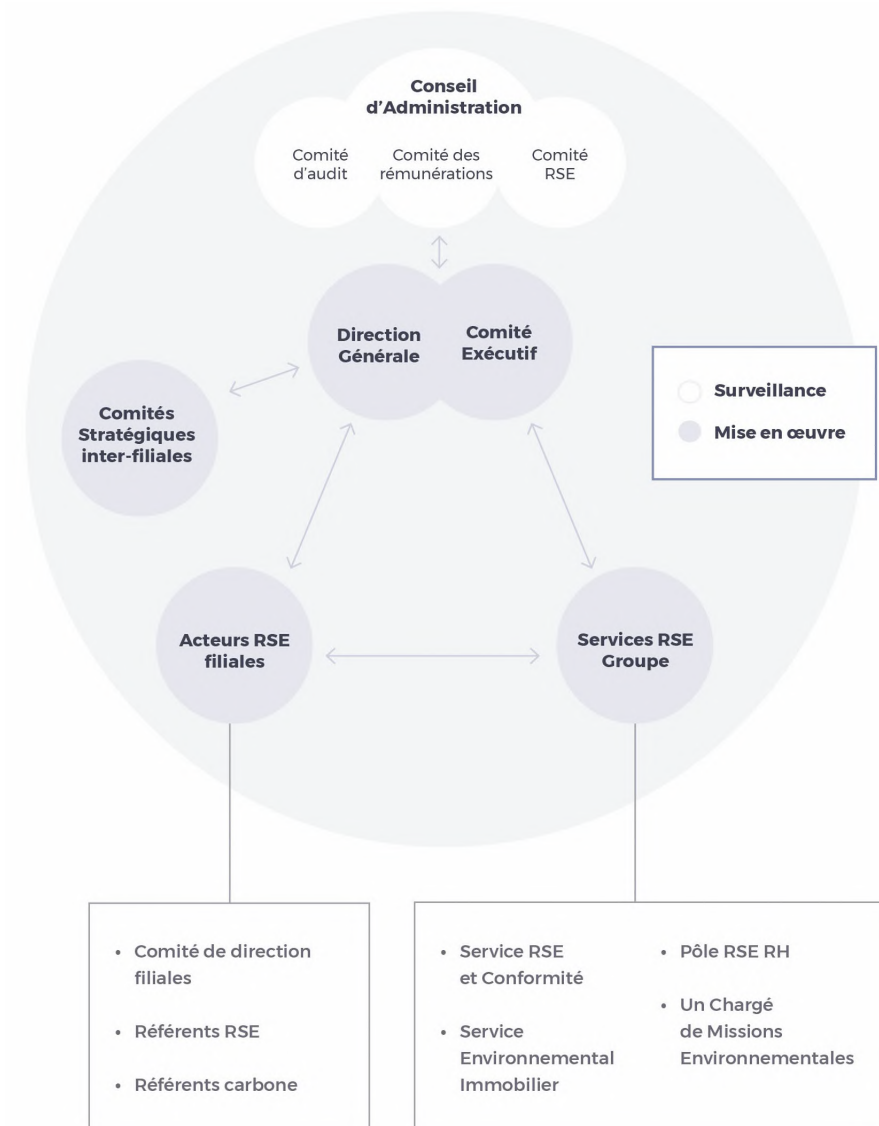 Conseil
d'Administration
Comité
d'audit
Comité des
rémunérations
Comité
RSE
Direction
Générale
Comité
Exécutif
Comités
Stratégiques
inter-filiales
Surveillance
Mise en œuvre
Acteurs RSE
filiales
Services RSE
Groupe
• Comité de direction
filiales
• Référents RSE
• Référents carbone
• Service RSE
et Conformité
• Service
Environnemental
Immobilier
• Pôle RSE RH
• Un Chargé
de Missions
Environnementales